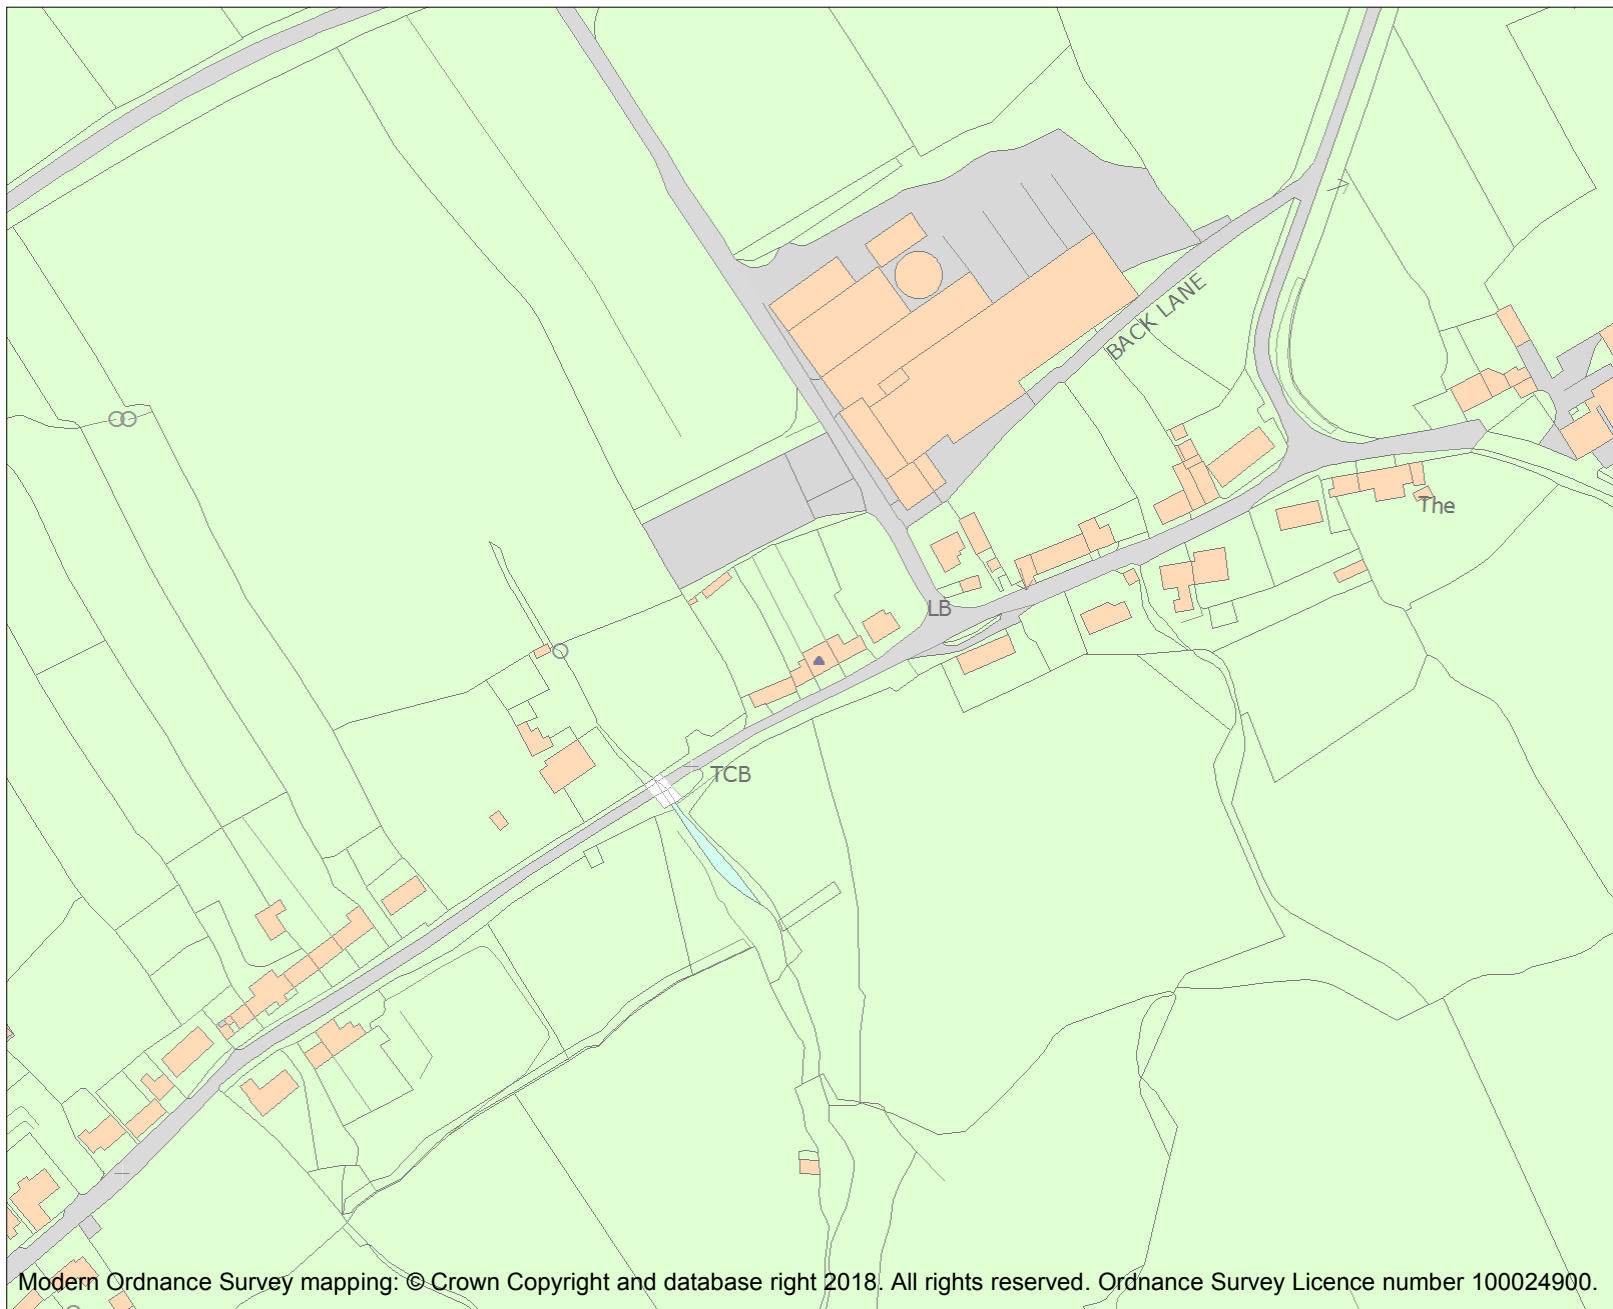 BACK LANE
The
LB
TCB
Modern Ordnance Survey mapping: © Crown Copyright and database right 2018. All rights reserved. Ordnance Survey Licence number 100024900.